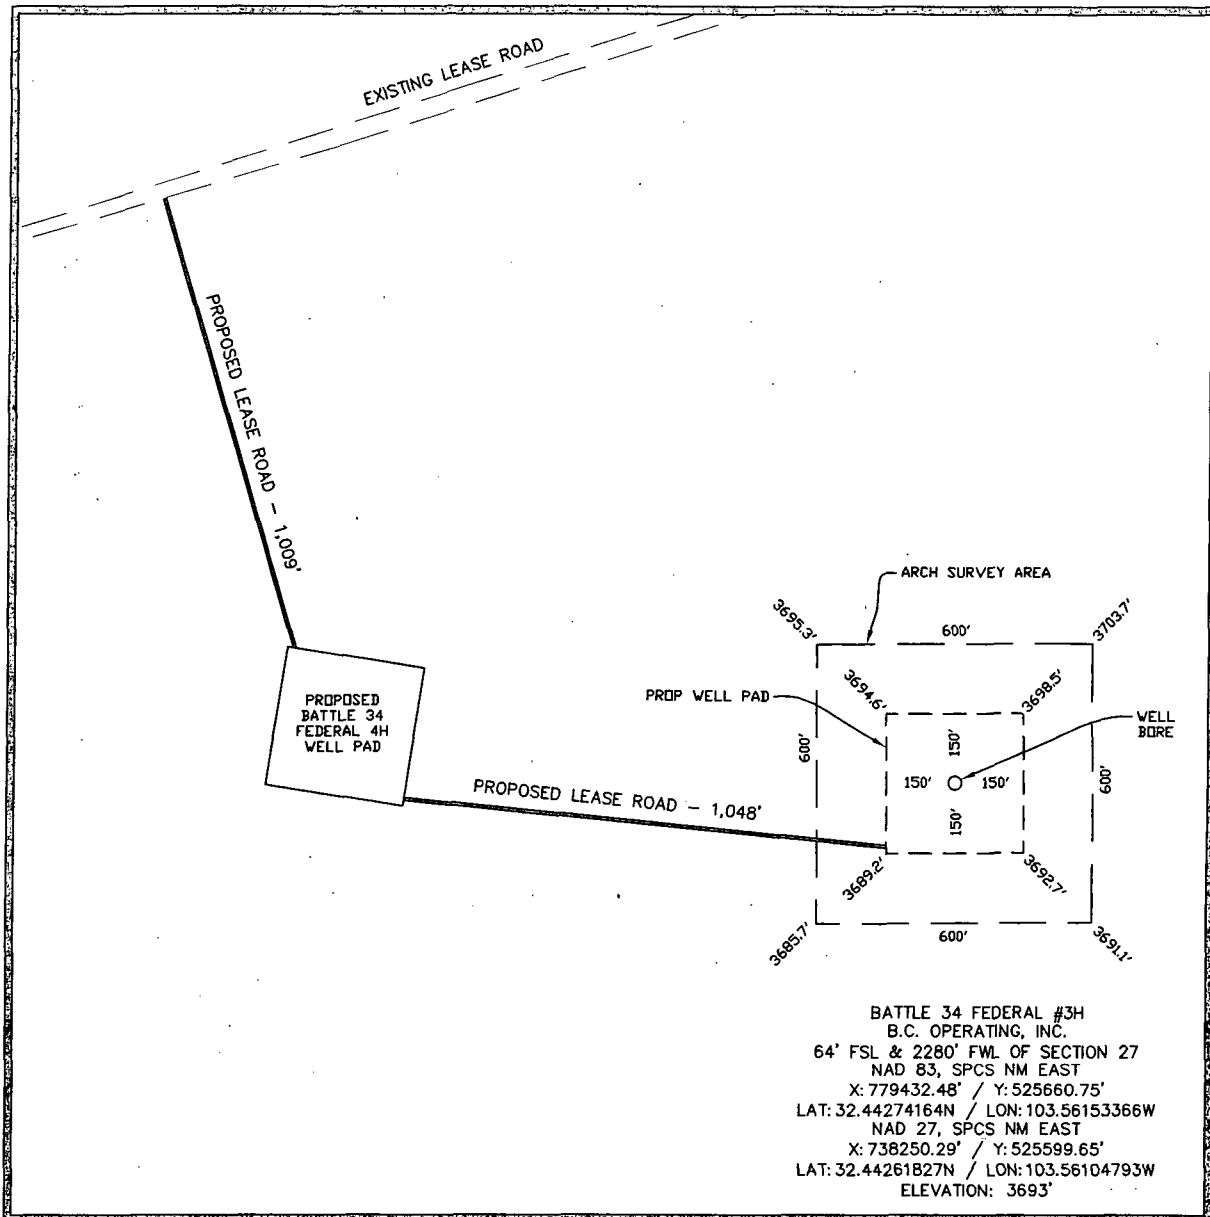 EXISTING LEASE ROAD
PROPOSED LEASE ROAD - 1,009'
ARCH SURVEY AREA
3695.3'
600'
3703.7'
PROPOSED
BATTLE 34
FEDERAL 4H
WELL PAD
PROP WELL PAD
3694.6'
3698.5'
WELL
BORE
600'
150'
150'
150'
150'
600'
PROPOSED LEASE ROAD - 1,048'
3689.2'
3692.7'
3685.7'
600'
3691.1'
BATTLE 34 FEDERAL #3H
B.C. OPERATING, INC.
64' FSL & 2280' FWL OF SECTION 27
NAD 83, SPCS NM EAST
X: 779432.48' / Y: 525660.75'
LAT: 32.44274164N / LON: 103.56153366W
NAD 27, SPCS NM EAST
X: 738250.29' / Y: 525599.65'
LAT: 32.44261827N / LON: 103.56104793W
ELEVATION: 3693'